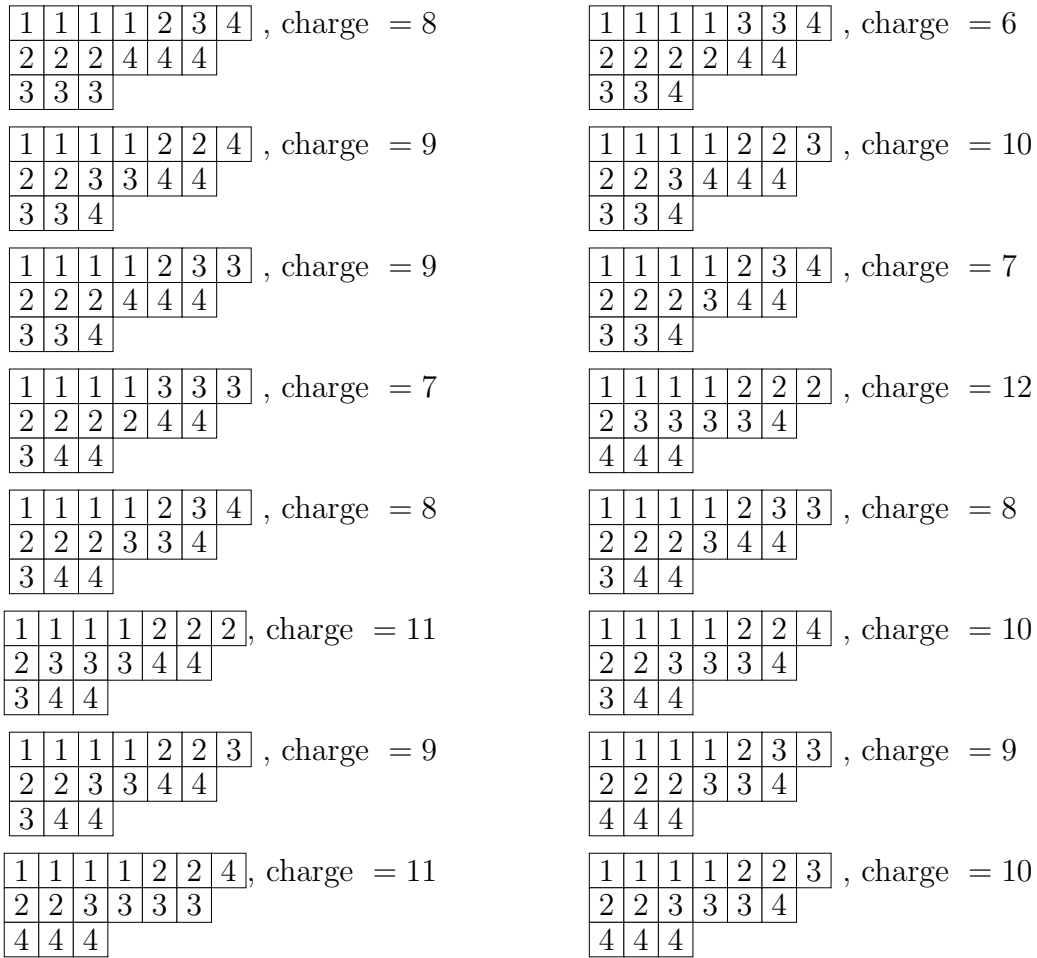 1 1 1 1 2 3 4 , charge = 8
2 2 2 4 4 4
3 3 3
1 1 1 1 3 3 4 , charge = 6
2 2 2 2 4 4
3 3 4
1 1 1 1 2 2 4 , charge = 9
2 2 3 3 4 4
3 3 4
1 1 1 1 2 2 3 , charge = 10
2 2 3 4 4 4
3 3 4
1 1 1 1 2 3 3 , charge = 9
2 2 2 4 4 4
3 3 4
1 1 1 1 2 3 4 , charge = 7
2 2 2 3 4 4
3 3 4
1 1 1 1 3 3 3 , charge = 7
2 2 2 2 4 4
3 4 4
1 1 1 1 2 2 2 , charge = 12
2 3 3 3 3 4
4 4 4
1 1 1 1 2 3 4 , charge = 8
2 2 2 3 3 4
3 4 4
1 1 1 1 2 3 3 , charge = 8
2 2 2 3 4 4
3 4 4
1 1 1 1 2 2 2, charge = 11
2 3 3 3 4 4
3 4 4
1 1 1 1 2 2 4 , charge = 10
2 2 3 3 3 4
3 4 4
1 1 1 1 2 2 3 , charge = 9
2 2 3 3 4 4
3 4 4
1 1 1 1 2 3 3 , charge = 9
2 2 2 3 3 4
4 4 4
1 1 1 1 2 2 4, charge = 11
2 2 3 3 3 3
4 4 4
1 1 1 1 2 2 3 , charge = 10
2 2 3 3 3 4
4 4 4